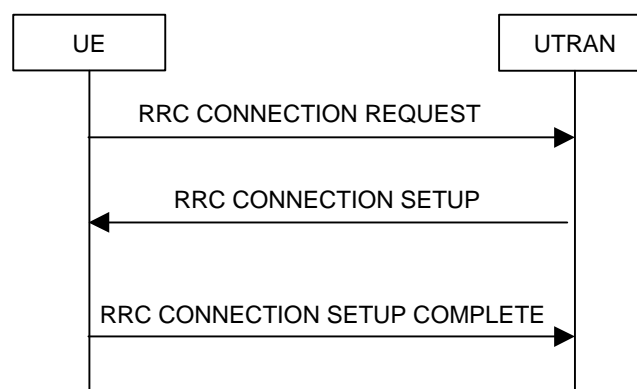 UE
UTRAN
RRC CONNECTION REQUEST
RRC CONNECTION SETUP
RRC CONNECTION SETUP COMPLETE